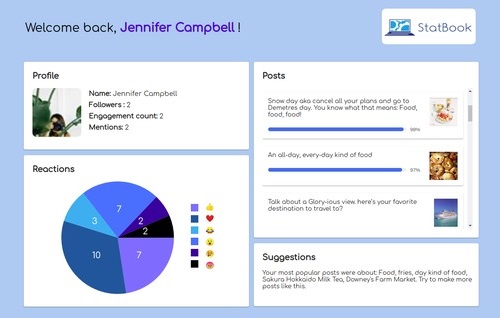 Welcome back, Jennifer Campbell !
StatBook
Profile
Name: Jennifer Campbell
Followers : 2
Engagement count: 2
Mentions: 2
Reactions
7
2
2
3
10
7
Posts
Snow day aka cancel all your plans and go to
Demetres day. You know what that means: Food,
food, food!
98%
An all-day, every-day kind of food
97%
Talk about a Glory-ious view. here's your favorite
destination to travel to?
Suggestions
Your most popular posts were about: Food, fries, day kind of food,
Sakura Hokkaido Milk Tea, Downey's Farm Market. Try to make more
posts like this.